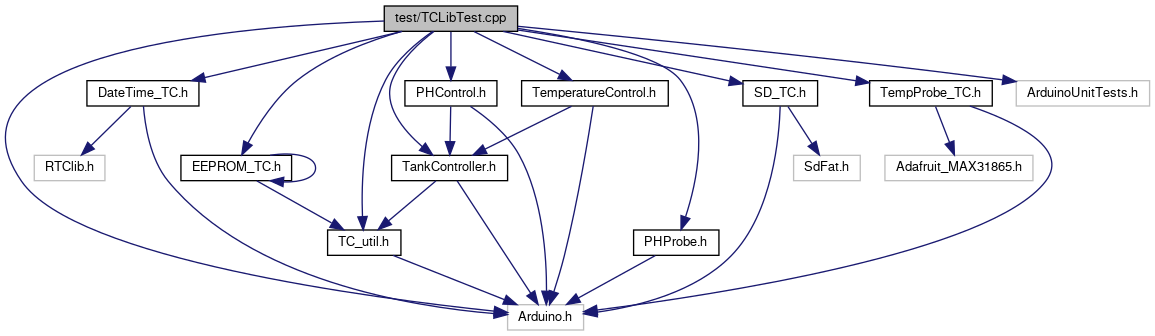 test/TCLibTest.cpp
DateTime_TC.h
PHControl.h
TemperatureControl.h
SD_TC.h
TempProbe_TC.h
ArduinoUnitTests.h
RTClib.h
EEPROM_TC.h
TankController.h
SdFat.h
Adafruit_MAX31865.h
TC_util.h
PHProbe.h
Arduino.h